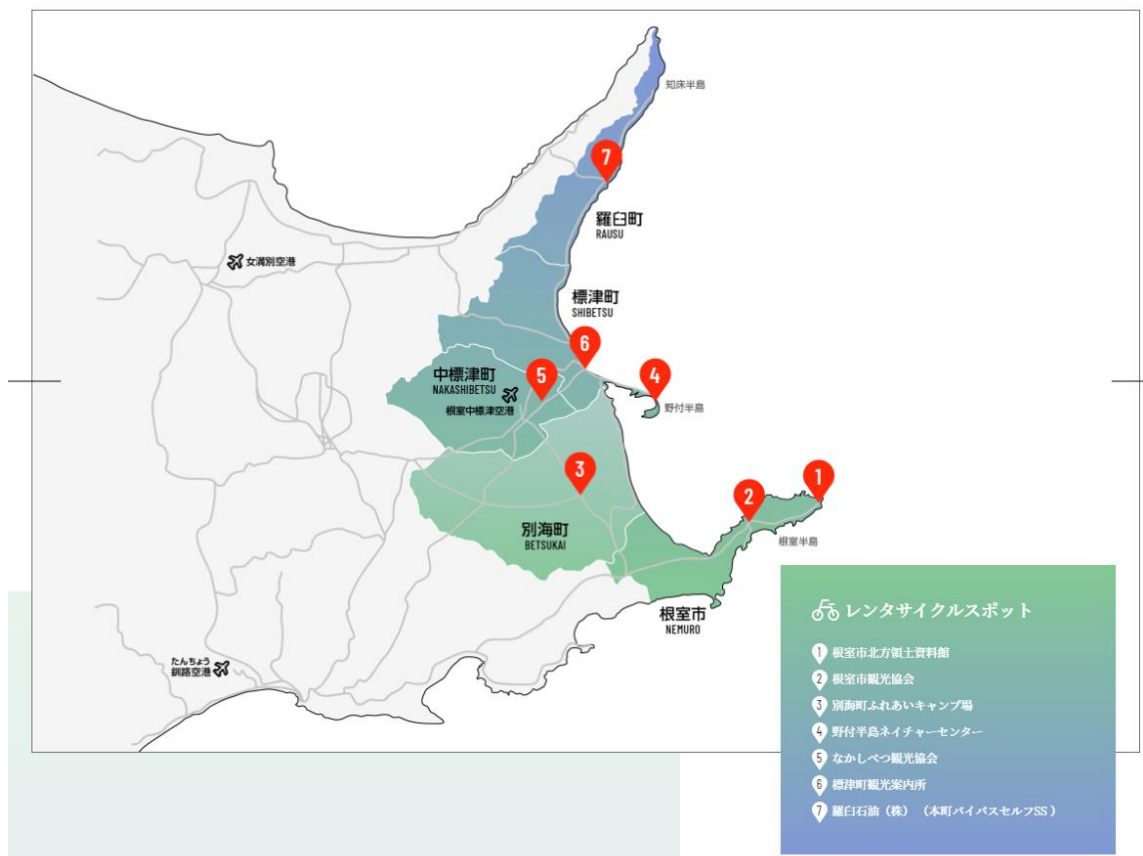 知床半島
7
羅臼町
RAUSU
女満別空港
標津町
SHIBETSU
6
中標津町
NAKASHIBETSU
根室中標津空港
5
4
野付半島
3
2
1
別海町
BETSUKAI
根室半島
根室市
NEMURO
たんちょう
釧路空港
レンタサイクルスポット
1 根室市北方領土資料館
2 根室市観光協会
3 別海町ふれあいキャンプ場
4 野付半島ネイチャーセンター
5 なかしべつ観光協会
6 標津町観光案内所
7 羅臼石油（株）（本町バイパスセルフSS）